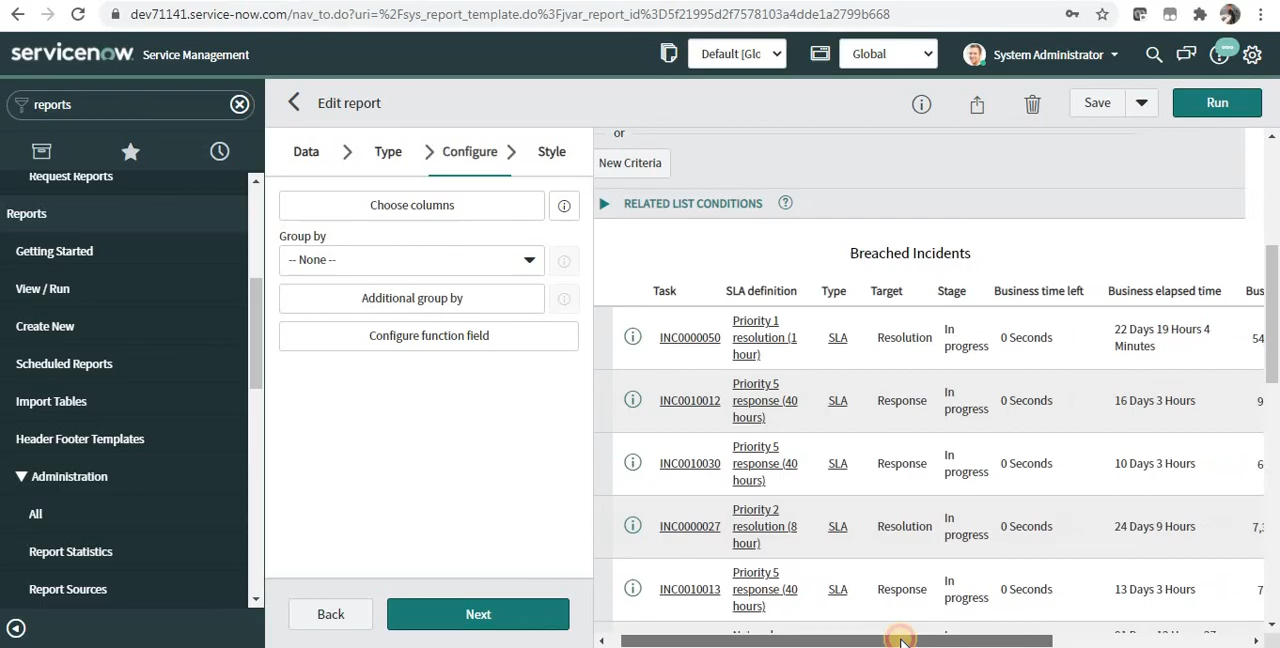 dev71141.service-now.com/nav_to.do?uri=%2Fsys_report_template.do%3Fjvar_report_id%3D5f21995d2f7578103a4dde1a2799b668
servicenow Service Management
Default [Glo
Global
System Administrator
reports
Edit report
Save
Run
Data
Type
Configure
Style
or
New Criteria
Request Reports
Reports
Getting Started
View / Run
Create New
Scheduled Reports
Import Tables
Header Footer Templates
Administration
All
Report Statistics
Report Sources
Choose columns
Group by
-- None --
Additional group by
Configure function field
Back
Next
RELATED LIST CONDITIONS
Breached Incidents
Task SLA definition Type Target Stage Business time left Business elapsed time Bus
INC0000050 Priority 1 resolution (1 hour) SLA Resolution In progress 0 Seconds 22 Days 19 Hours 4 Minutes 54
INC0010012 Priority 5 response (40 hours) SLA Response In progress 0 Seconds 16 Days 3 Hours 9
INC0010030 Priority 5 response (40 hours) SLA Response In progress 0 Seconds 10 Days 3 Hours 6
INC0000027 Priority 2 resolution (8 hour) SLA Resolution In progress 0 Seconds 24 Days 9 Hours 7,
INC0010013 Priority 5 response (40 hours) SLA Response In progress 0 Seconds 13 Days 3 Hours 7